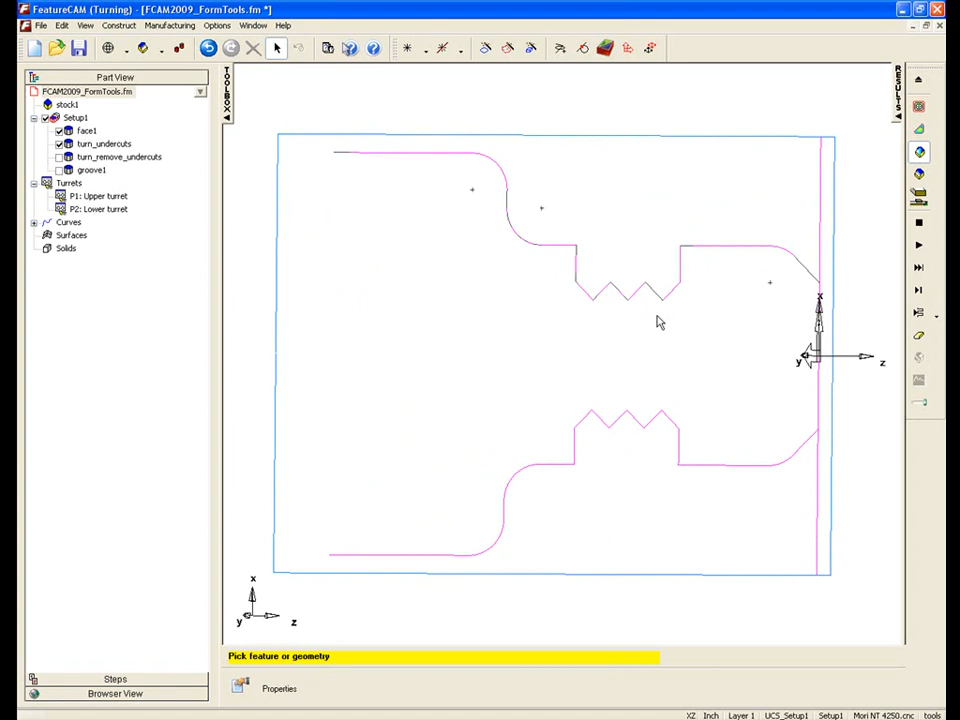 FeatureCAM (Turning) - [FCAM2009_FormTools.fm *]
File Edit View Construct Manufacturing Options Window Help
Part View
FCAM2009_FormTools.fm
stock1
Setup1
face1
turn_undercuts
turn_remove_undercuts
groove1
Turrets
P1: Upper turret
P2: Lower turret
Curves
Surfaces
Solids
Steps
Browser View
TOOLBOX
RESULTS
x
y
z
x
y
z
Pick feature or geometry
Properties
XZ Inch Layer 1 UCS_Setup1 Setup1 Mori NT 4250.cnc tools